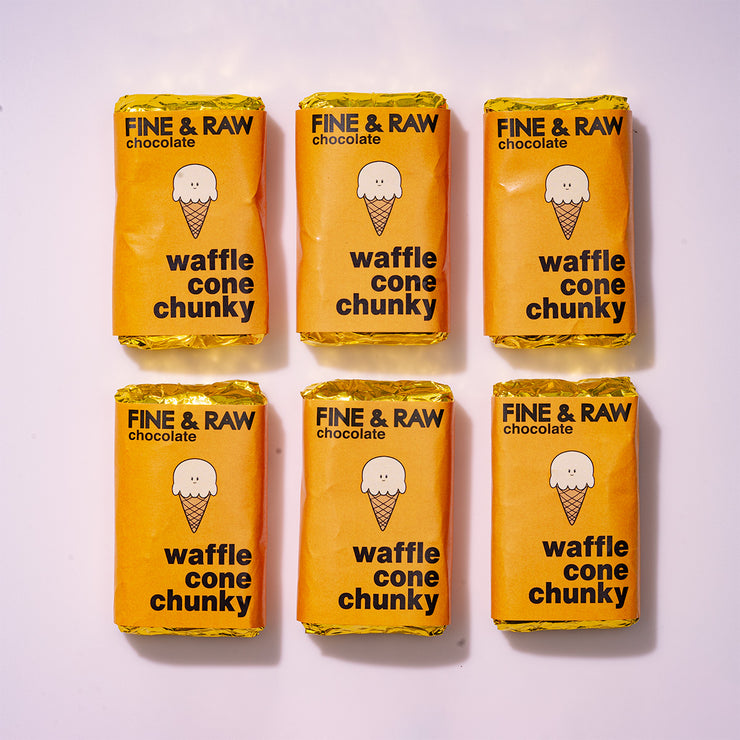 FINE & RAW
chocolate
waffle
cone
chunky
FINE & RAW
chocolate
waffle
cone
chunky
FINE & RAW
chocolate
waffle
cone
chunky
FINE & RAW
chocolate
waffle
cone
chunky
FINE & RAW
chocolate
waffle
cone
chunky
FINE & RAW
chocolate
waffle
cone
chunky